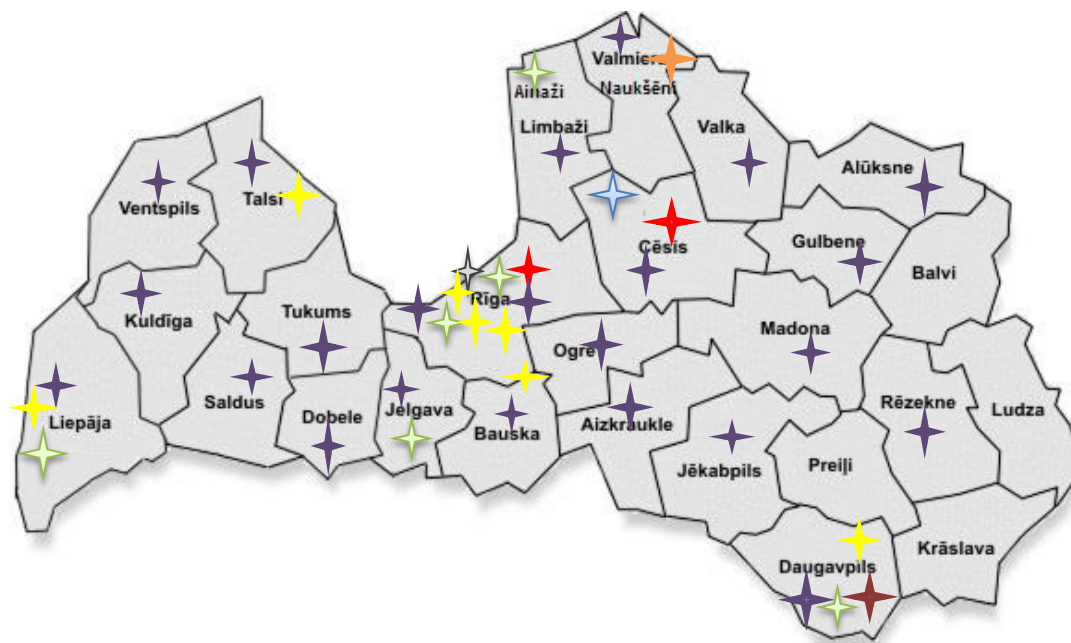 Valmiera
Ainaži
Naukšēni
Limbaži
Valka
Alūksne
Talsi
Ventspils
Cēsis
Gulbene
Balvi
Rīga
Kuldīga
Tukums
Madona
Ogre
Saldus
Dobele
Jelgava
Bauska
Liepāja
Aizkraukle
Rēzekne
Ludza
Jēkabpils
Preiļi
Krāslava
Daugavpils